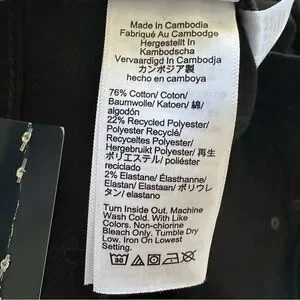 Made In Cambodia
Fabriqué Au Cambodge
Hergestellt In
Kambodscha
Vervaardigd In Cambodja
カンボジア製
hecho en camboya
76% Cotton/ Coton/
Baumwolle/ Katoen/ 綿/
algodón
22% Recycled Polyester/
Polyester Recyclé/
Recyceltes Polyester/
Hergebruikt Polyester/ 再生
ポリエステル/ poliéster
reciclado
2% Elastane/ Élasthanne/
Elastan/ Elastaan/ ポリウレ
タン/ elastano
Turn Inside Out, Machine
Wash Cold. With Like
Colors. Non-chlorine
Bleach Only. Tumble Dry
Low. Iron On Lowest
Setting.
30